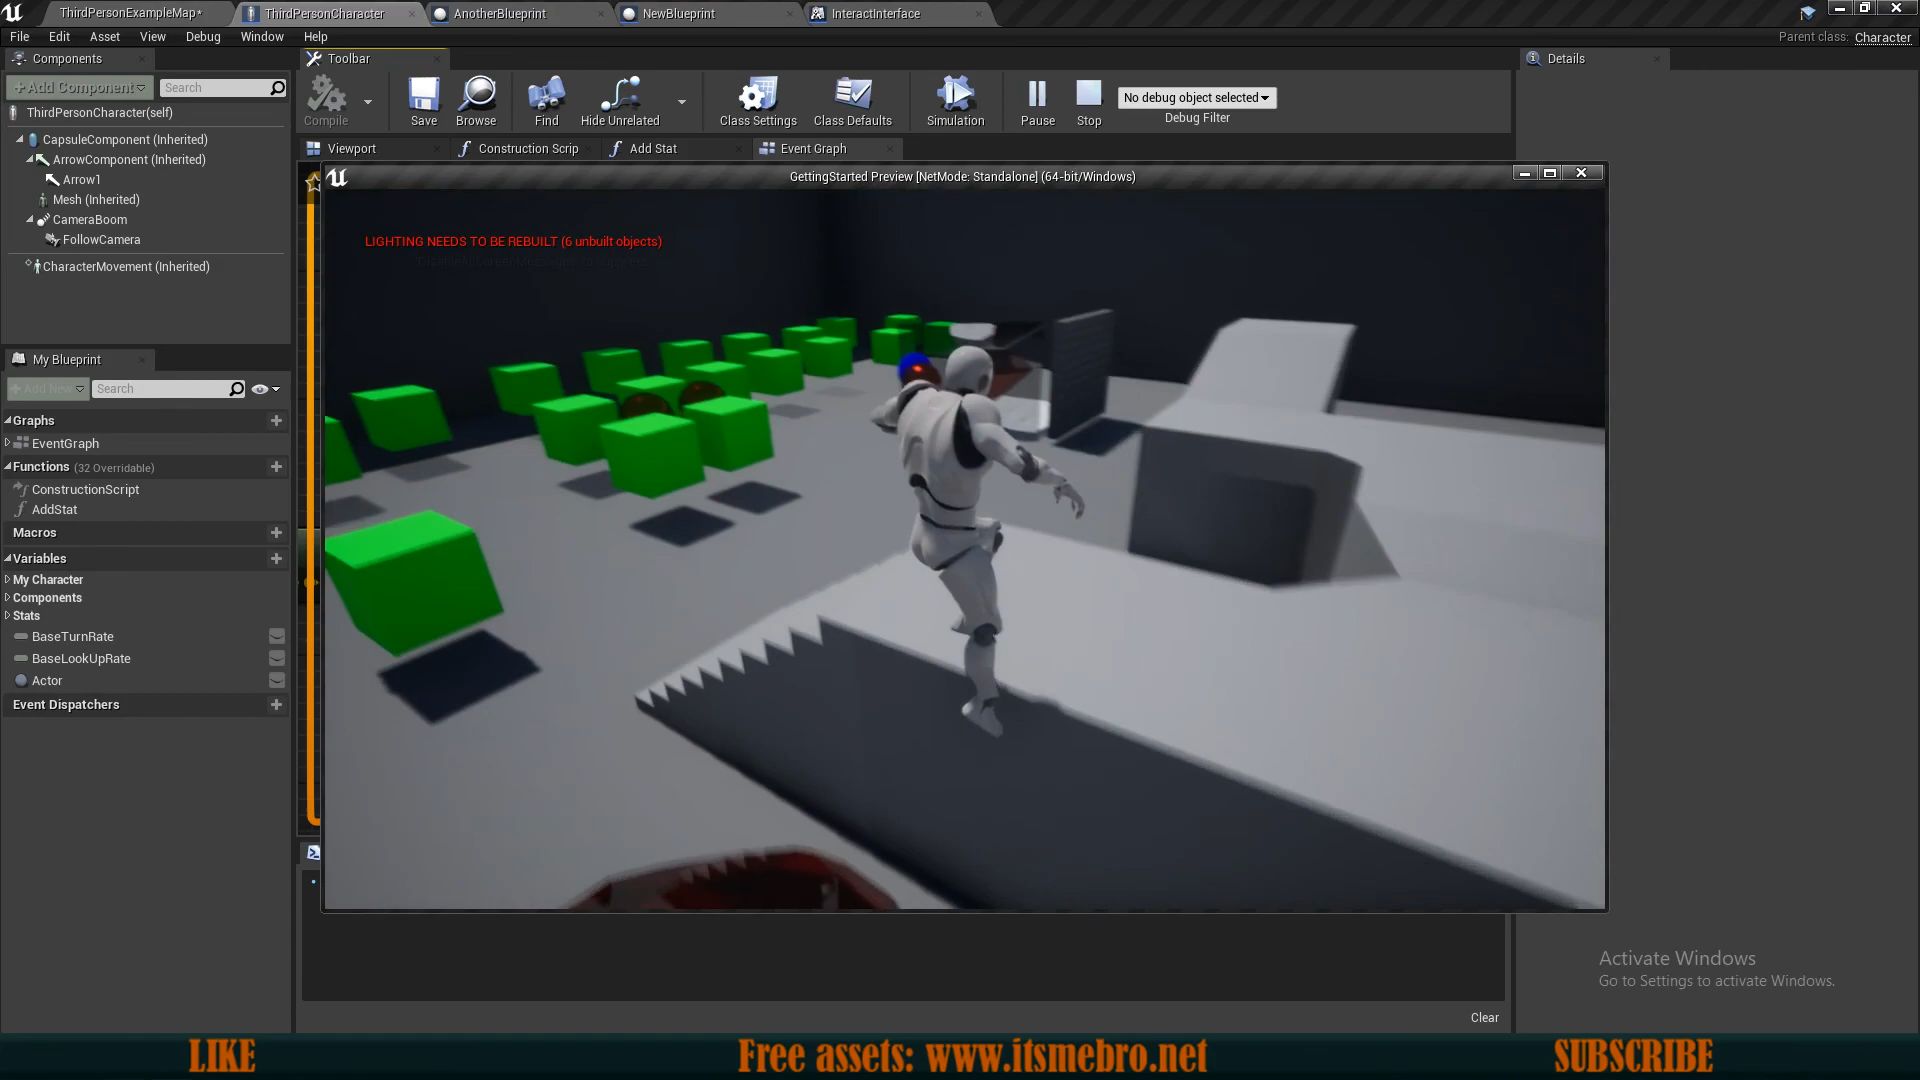 ThirdPersonExampleMap*
ThirdPersonCharacter
AnotherBlueprint
NewBlueprint
InteractInterface
File Edit Asset View Debug Window Help
Parent class: Character
Components
Toolbar
Details
+Add Component
Search
Compile
Save
Browse
Find
Hide Unrelated
Class Settings
Class Defaults
Simulation
Pause
Stop
No debug object selected
Debug Filter
ThirdPersonCharacter(self)
CapsuleComponent (Inherited)
ArrowComponent (Inherited)
Arrow1
Mesh (Inherited)
CameraBoom
FollowCamera
CharacterMovement (Inherited)
Viewport
Construction Scrip
Add Stat
Event Graph
GettingStarted Preview [NetMode: Standalone] (64-bit/Windows)
LIGHTING NEEDS TO BE REBUILT (6 unbuilt objects)
My Blueprint
+Add New
Search
Graphs
EventGraph
Functions (32 Overridable)
ConstructionScript
AddStat
Macros
Variables
My Character
Components
Stats
BaseTurnRate
BaseLookUpRate
Actor
Event Dispatchers
Activate Windows
Go to Settings to activate Windows.
Clear
LIKE
Free assets: www.itsmebro.net
SUBSCRIBE